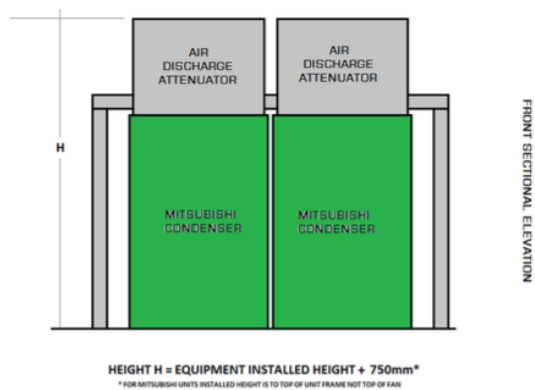 AIR
DISCHARGE
ATTENUATOR
AIR
DISCHARGE
ATTENUATOR
H
MITSUBISHI
CONDENSER
MITSUBISHI
CONDENSER
FRONT SECTIONAL ELEVATION
HEIGHT H = EQUIPMENT INSTALLED HEIGHT + 750mm*
* FOR MITSUBISHI UNITS INSTALLED HEIGHT IS TO TOP OF UNIT FRAME NOT TOP OF FAN